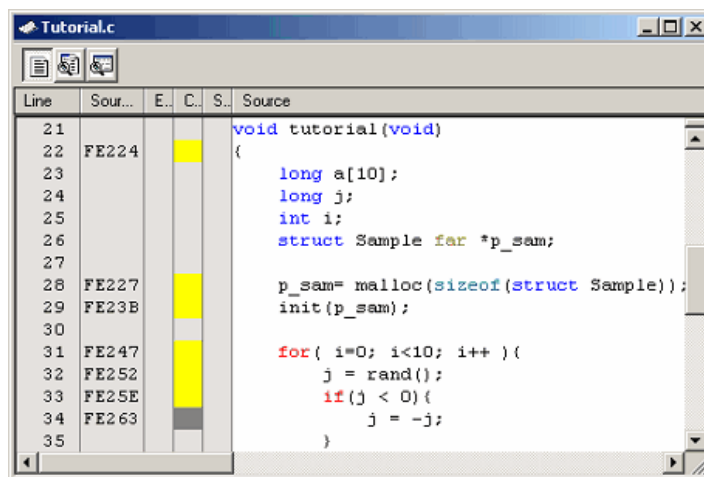 Tutorial.c
Line Sour... E.. C.. S.. Source
21 void tutorial(void)
22 FE224 {
23 long a[10];
24 long j;
25 int i;
26 struct Sample far *p_sam;
27
28 FE227 p_sam= malloc(sizeof(struct Sample));
29 FE23B init(p_sam);
30
31 FE247 for( i=0; i<10; i++ ){
32 FE252 j = rand();
33 FE25E if(j < 0){
34 FE263 j = -j;
35 }